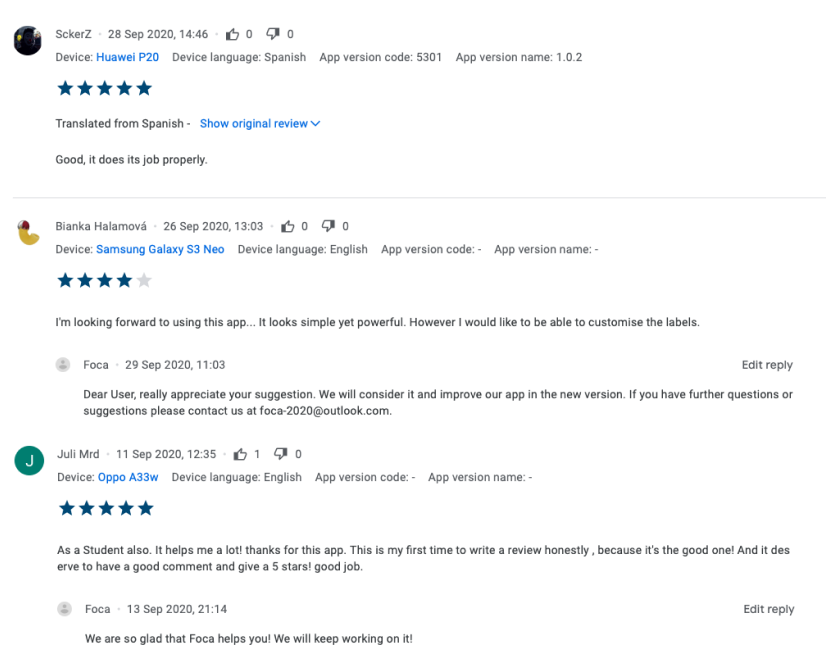 SckerZ · 28 Sep 2020, 14:46 · 0 0
Device: Huawei P20 Device language: Spanish App version code: 5301 App version name: 1.0.2
Translated from Spanish - Show original review
Good, it does its job properly.
Bianka Halamová · 26 Sep 2020, 13:03 · 0 0
Device: Samsung Galaxy S3 Neo Device language: English App version code: - App version name: -
I'm looking forward to using this app... It looks simple yet powerful. However I would like to be able to customise the labels.
Foca · 29 Sep 2020, 11:03 Edit reply
Dear User, really appreciate your suggestion. We will consider it and improve our app in the new version. If you have further questions or
suggestions please contact us at foca-2020@outlook.com.
J
Juli Mrd · 11 Sep 2020, 12:35 · 1 0
Device: Oppo A33w Device language: English App version code: - App version name: -
As a Student also. It helps me a lot! thanks for this app. This is my first time to write a review honestly , because it's the good one! And it des
erve to have a good comment and give a 5 stars! good job.
Foca · 13 Sep 2020, 21:14 Edit reply
We are so glad that Foca helps you! We will keep working on it!